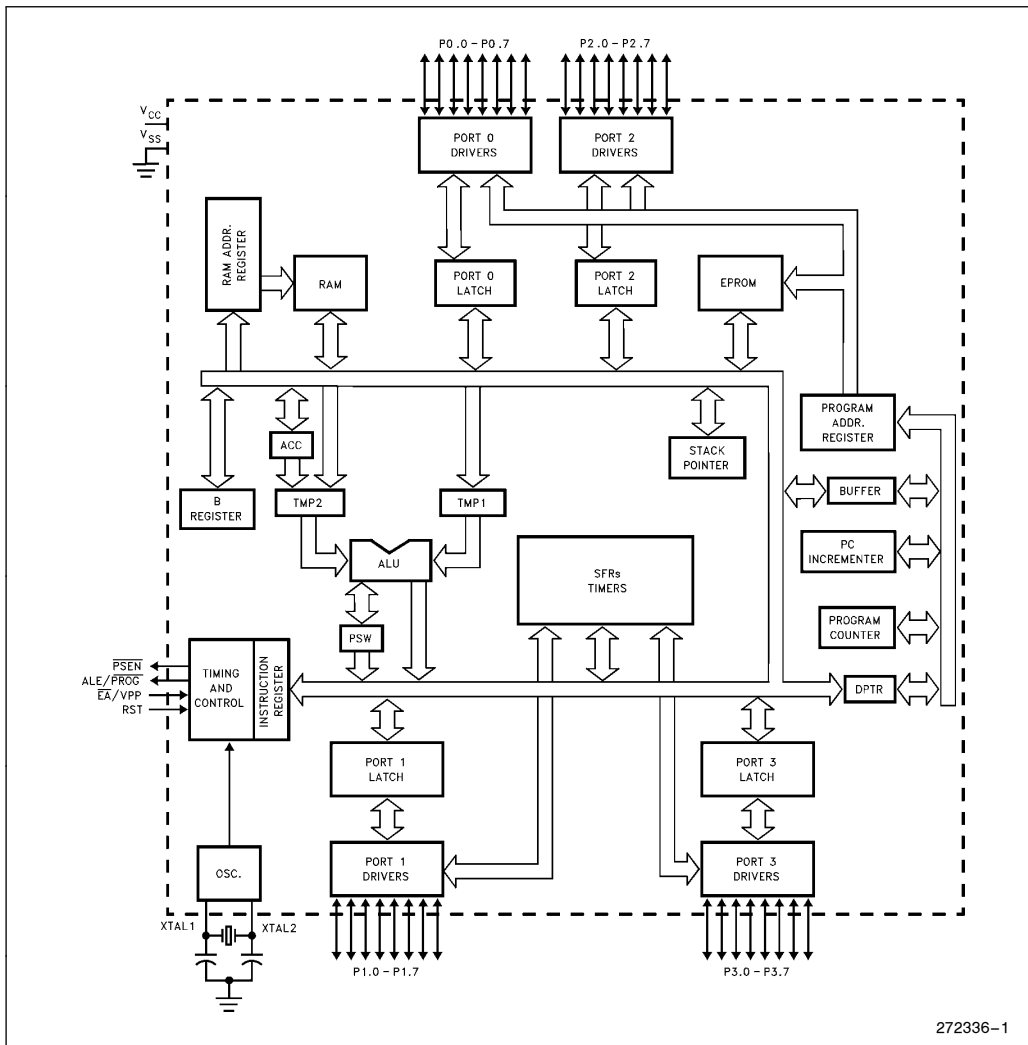 P0.0–P0.7
P2.0–P2.7
VCC
VSS
PORT 0
DRIVERS
PORT 2
DRIVERS
RAM ADDR.
REGISTER
RAM
PORT 0
LATCH
PORT 2
LATCH
EPROM
PROGRAM
ADDR.
REGISTER
ACC
STACK
POINTER
B
REGISTER
TMP2
TMP1
BUFFER
ALU
PC
INCREMENTER
SFRs
TIMERS
PSW
PROGRAM
COUNTER
PSEN
ALE/PROG
EA/VPP
RST
TIMING
AND
CONTROL
INSTRUCTION
REGISTER
DPTR
PORT 1
LATCH
PORT 3
LATCH
OSC.
PORT 1
DRIVERS
PORT 3
DRIVERS
XTAL1
XTAL2
P1.0–P1.7
P3.0–P3.7
272336–1